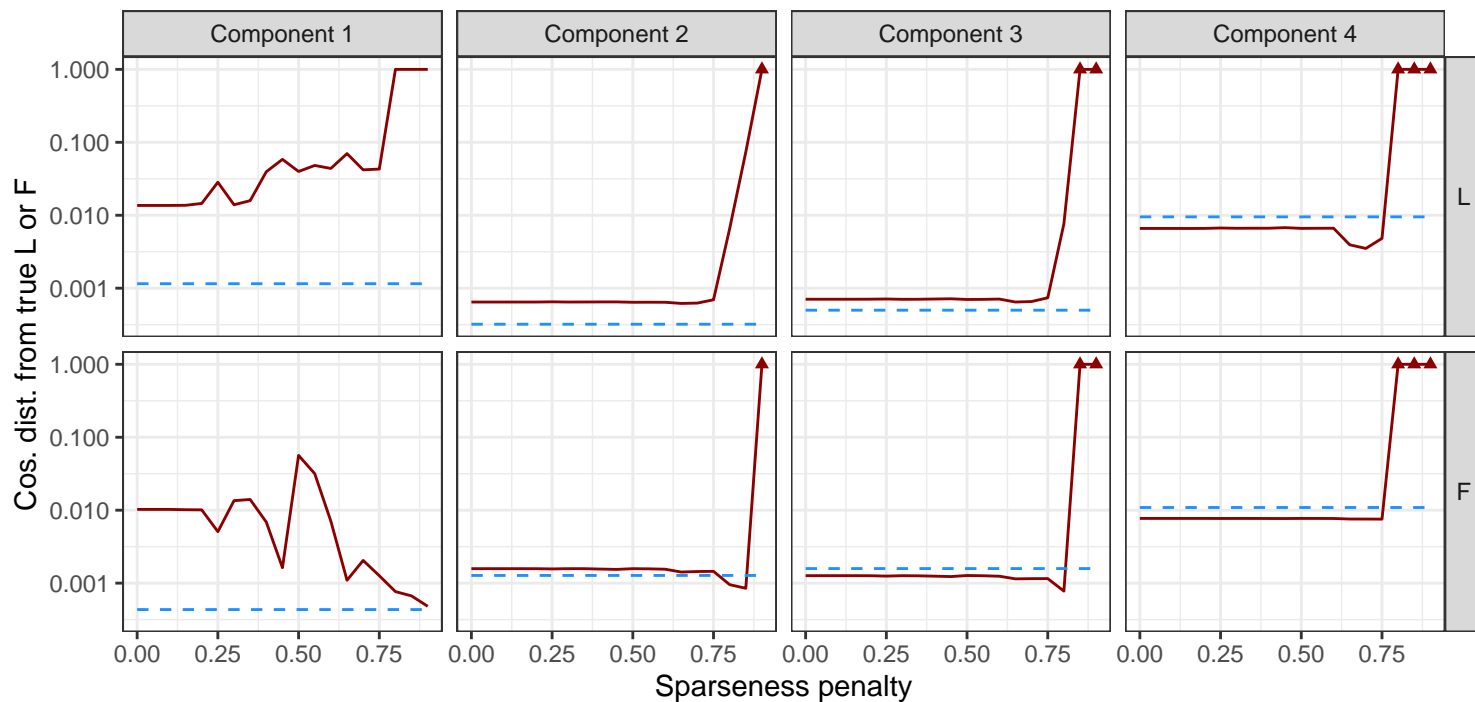 Component 1
Component 2
Component 3
Component 4
1.000
0.100
0.010
0.001
L
1.000
0.100
0.010
0.001
F
0.00 0.25 0.50 0.75
0.00 0.25 0.50 0.75
0.00 0.25 0.50 0.75
0.00 0.25 0.50 0.75
Sparseness penalty
Cos. dist. from true L or F